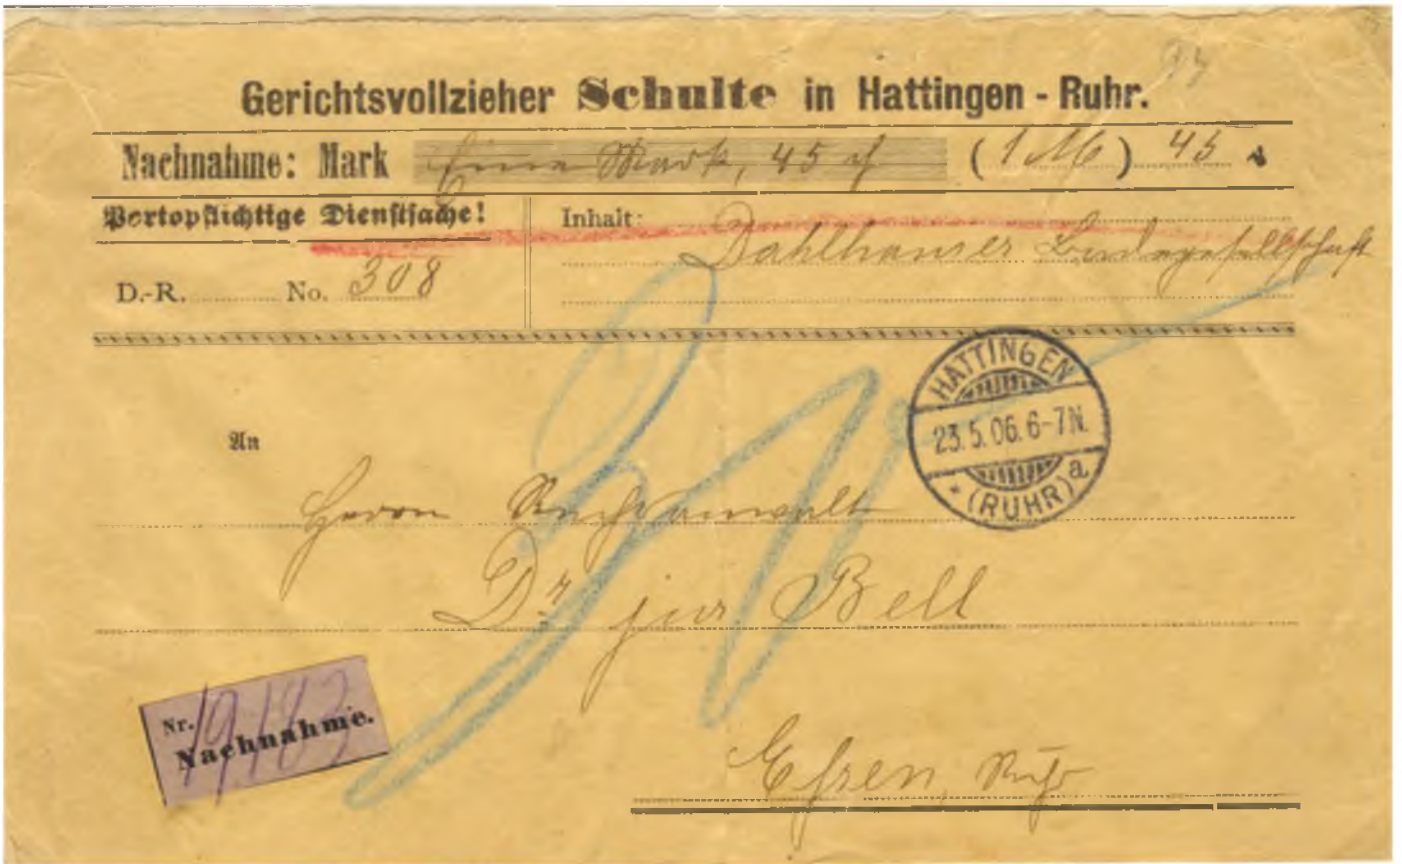 Gerichtsvollzieher Schulte in Hattingen - Ruhr.
Nachnahme: Mark Eine Mark, 45 ₰ (1 M) 45 ₰
Portopflichtige Dienstsache!
D.-R. No. 308
Inhalt: Dahlhauser
HATTINGEN
23.5.06.6-7N.
* (RUHR) a
An
Herrn Rechtsanwalt
Dr jur Bell
Essen, Ruhr
Nr. 19183
Nachnahme.